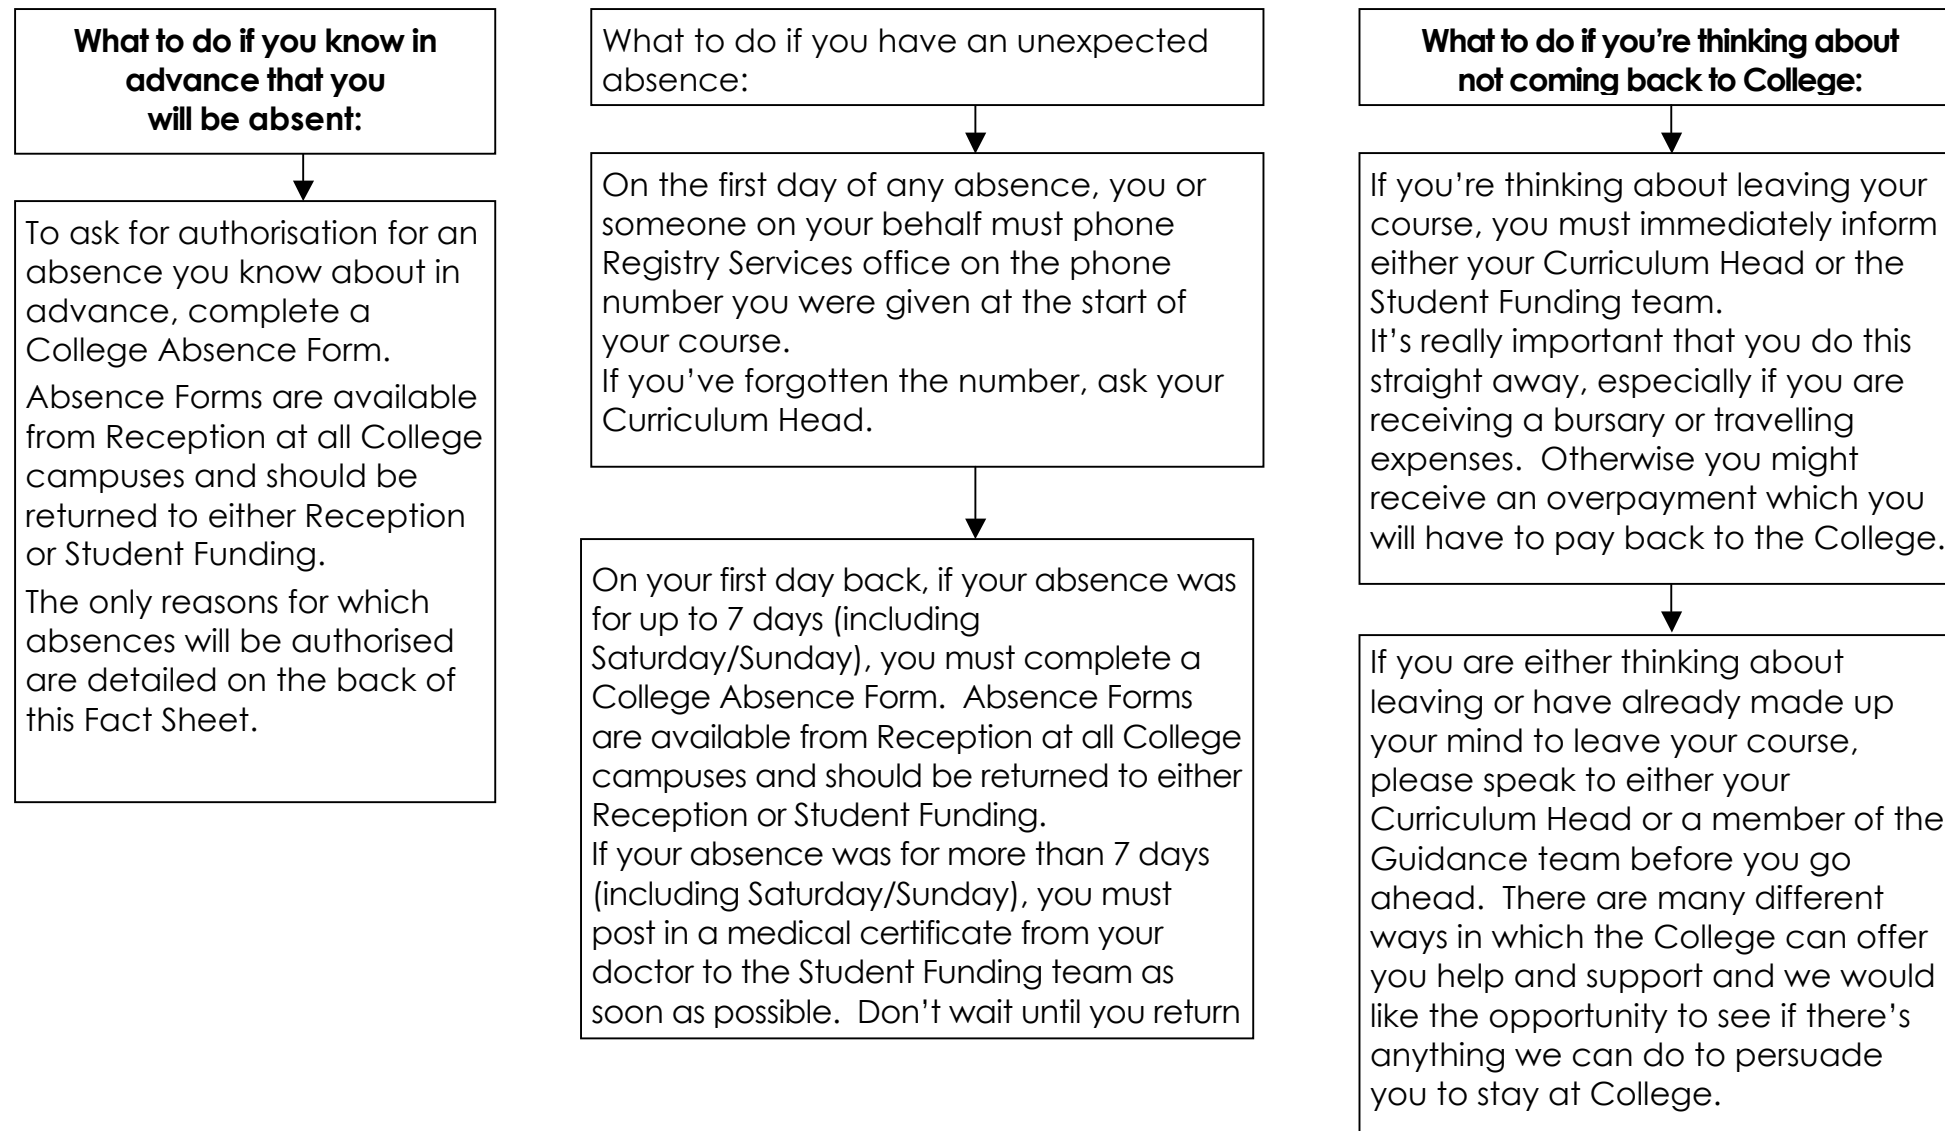 What to do if you know in
advance that you
will be absent:
To ask for authorisation for an
absence you know about in
advance, complete a
College Absence Form.
Absence Forms are available
from Reception at all College
campuses and should be
returned to either Reception
or Student Funding.
The only reasons for which
absences will be authorised
are detailed on the back of
this Fact Sheet.
What to do if you have an unexpected
absence:
On the first day of any absence, you or
someone on your behalf must phone
Registry Services office on the phone
number you were given at the start of
your course.
If you’ve forgotten the number, ask your
Curriculum Head.
On your first day back, if your absence was
for up to 7 days (including
Saturday/Sunday), you must complete a
College Absence Form.  Absence Forms
are available from Reception at all College
campuses and should be returned to either
Reception or Student Funding.
If your absence was for more than 7 days
(including Saturday/Sunday), you must
post in a medical certificate from your
doctor to the Student Funding team as
soon as possible.  Don’t wait until you return
What to do if you’re thinking about
not coming back to College:
If you’re thinking about leaving your
course, you must immediately inform
either your Curriculum Head or the
Student Funding team.
It’s really important that you do this
straight away, especially if you are
receiving a bursary or travelling
expenses.  Otherwise you might
receive an overpayment which you
will have to pay back to the College.
If you are either thinking about
leaving or have already made up
your mind to leave your course,
please speak to either your
Curriculum Head or a member of the
Guidance team before you go
ahead.  There are many different
ways in which the College can offer
you help and support and we would
like the opportunity to see if there’s
anything we can do to persuade
you to stay at College.